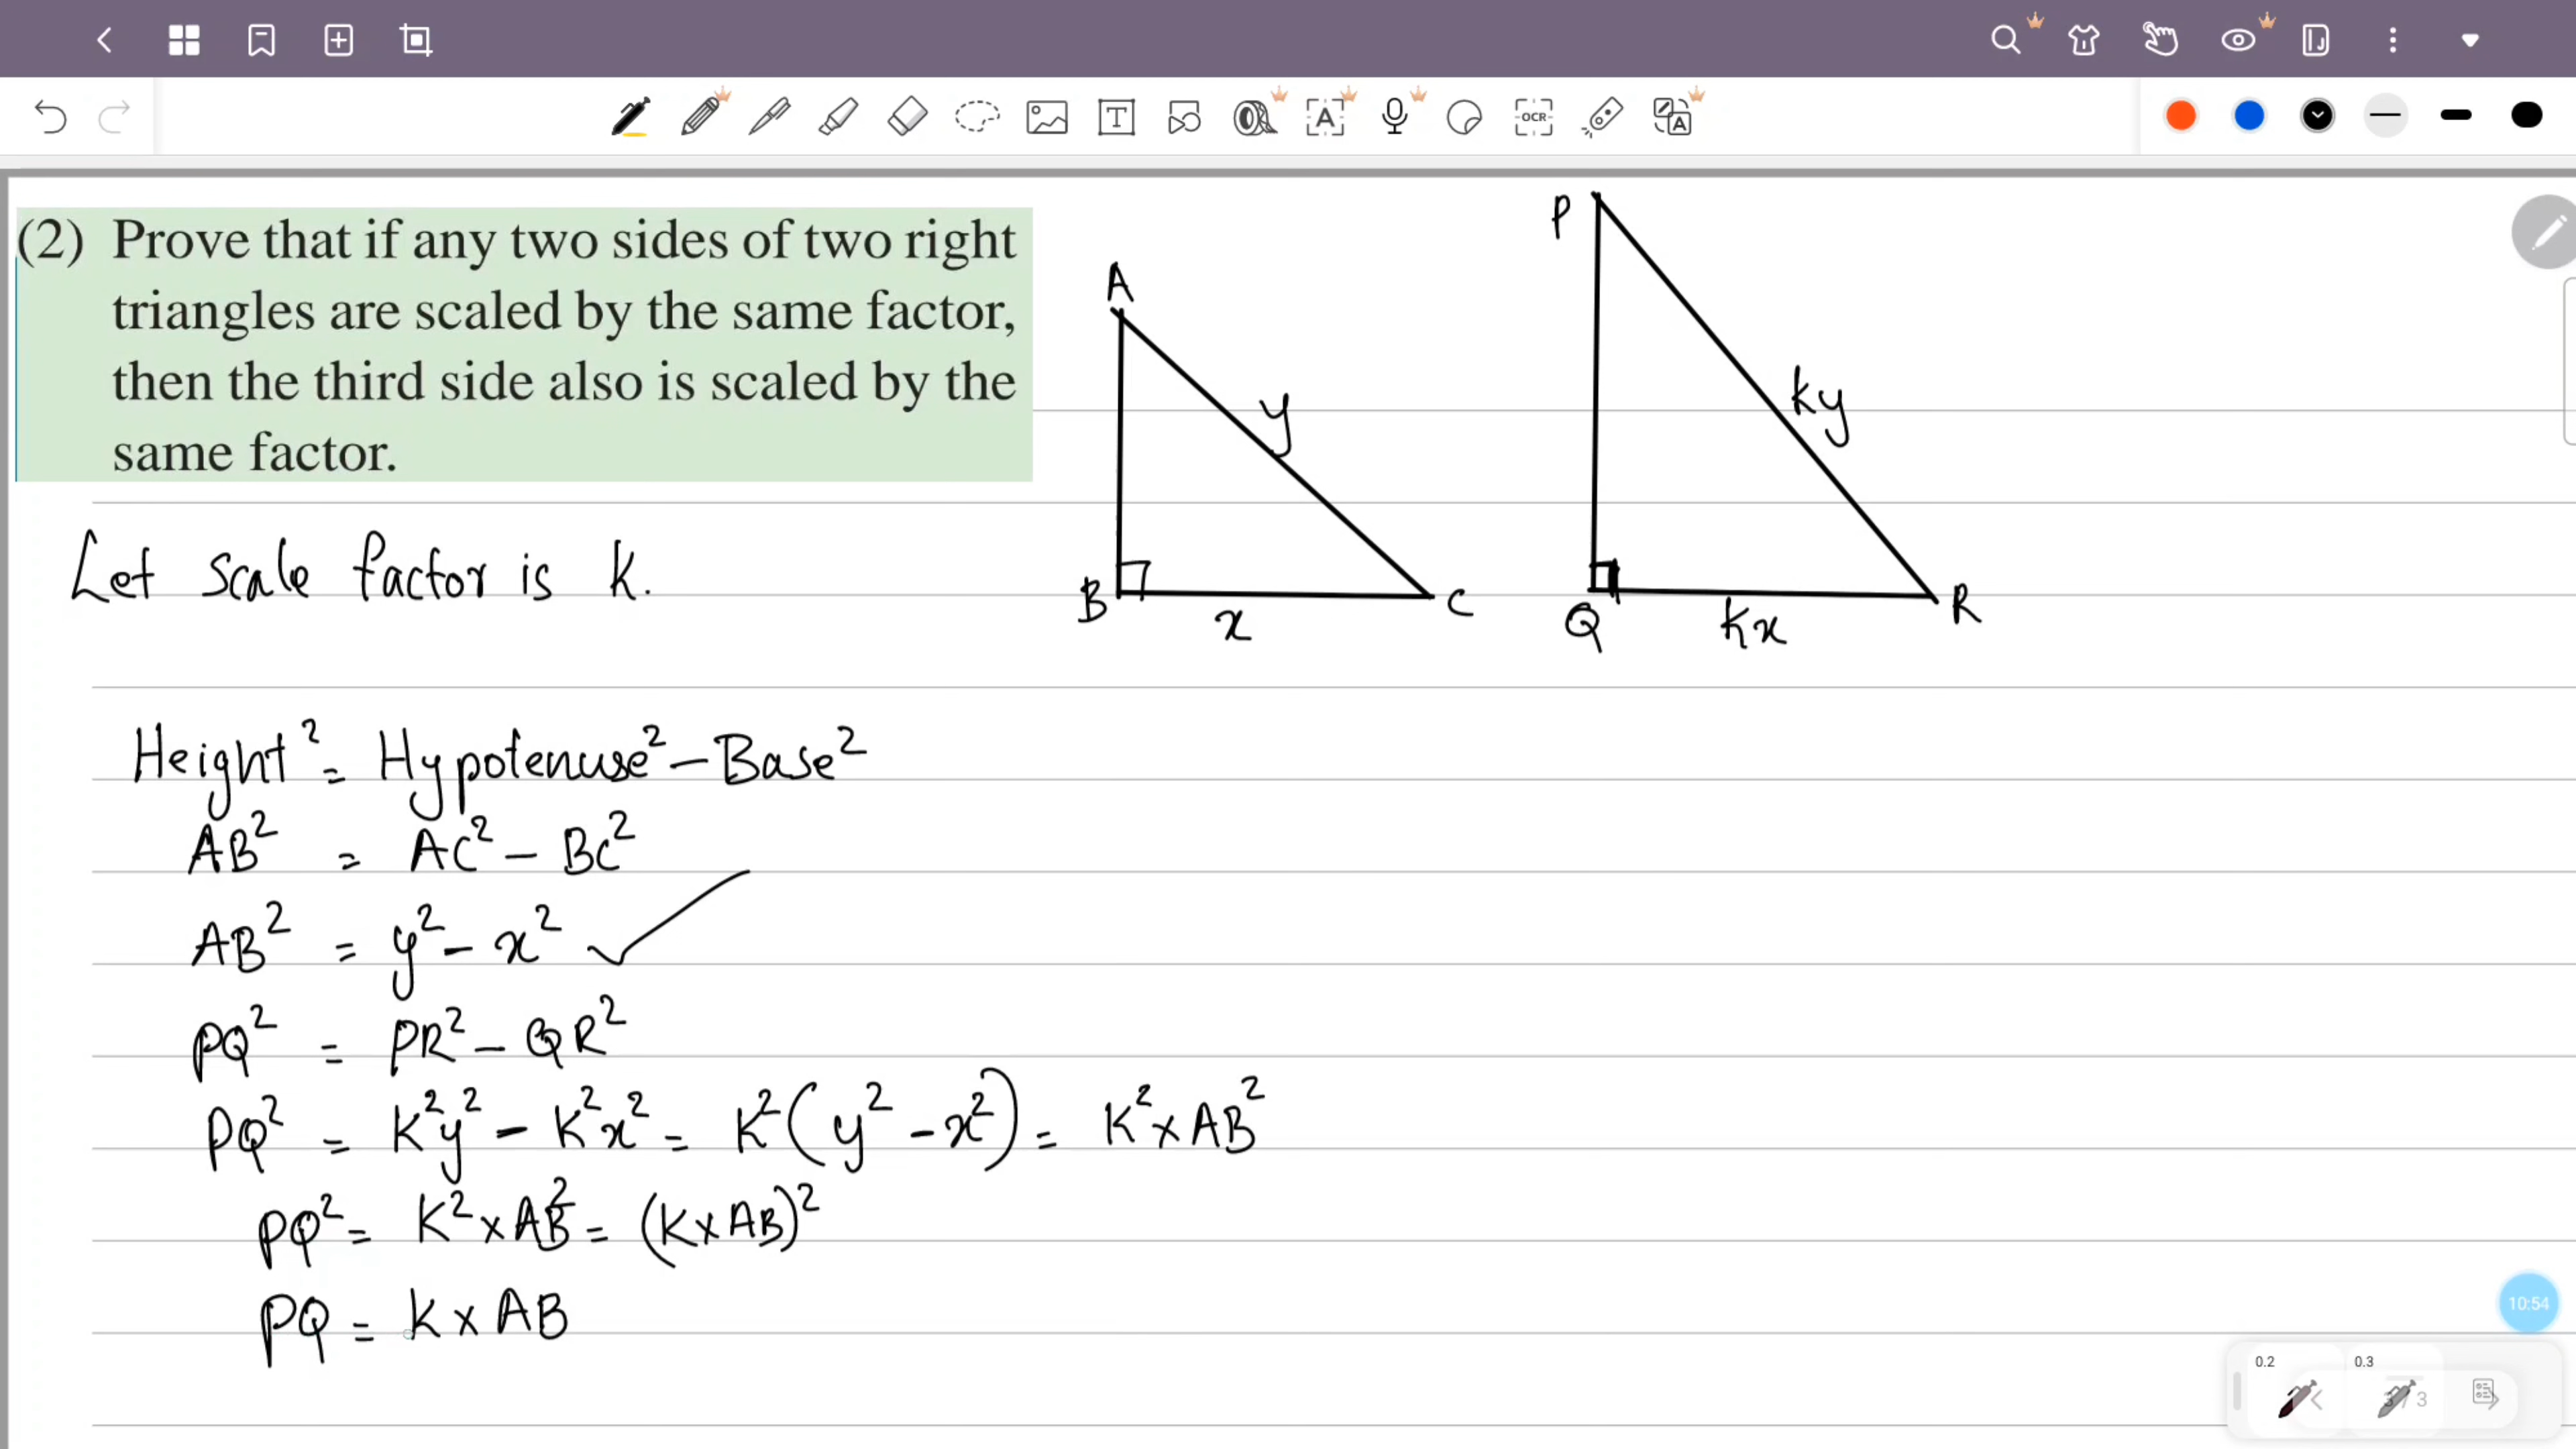 (2) Prove that if any two sides of two right
triangles are scaled by the same factor,
then the third side also is scaled by the
same factor.
A
y
B
x
C
P
ky
Q
Kx
R
Let scale factor is K.
Height² = Hypotenuse² - Base²
AB² = AC² - BC²
AB² = y² - x² ✓
PQ² = PR² - QR²
PQ² = K²y² - K²x² = K²(y² - x²) = K² x AB²
PQ² = K² x AB² = (K x AB)²
PQ = K x AB
10:54
0.2
0.3